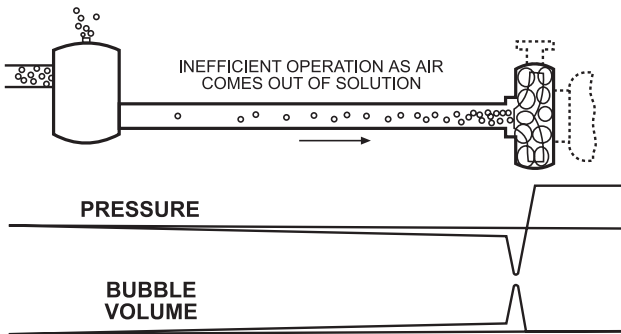 INEFFICIENT OPERATION AS AIR
COMES OUT OF SOLUTION
PRESSURE
BUBBLE
VOLUME